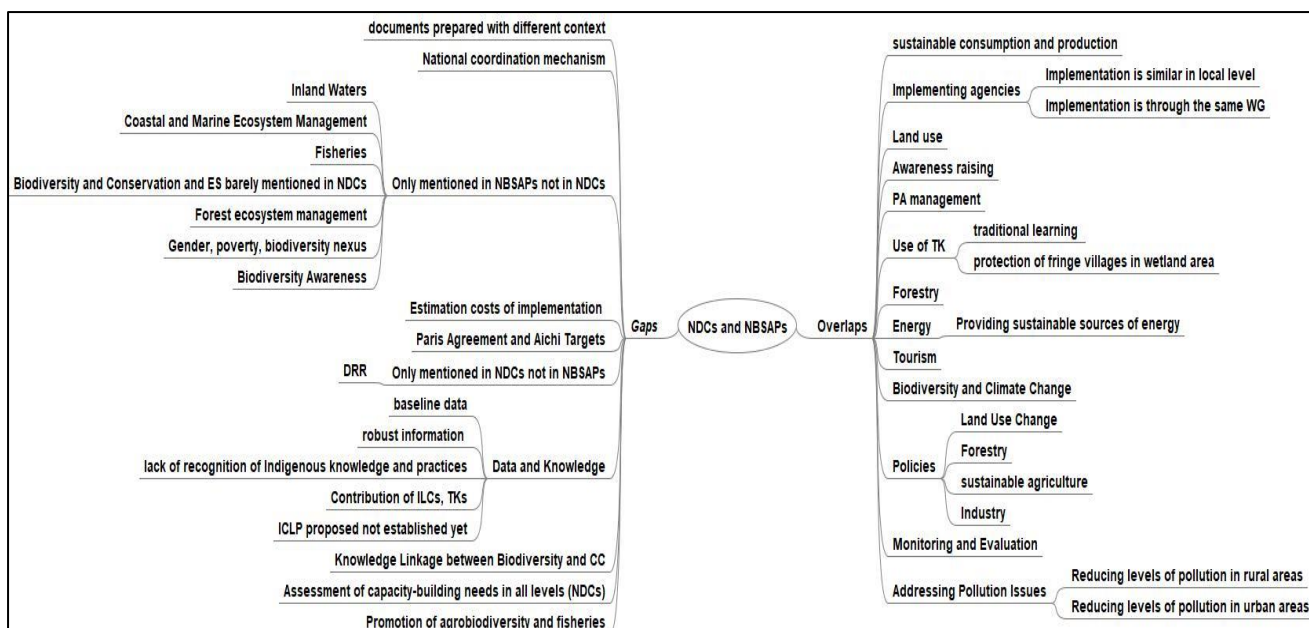 documents prepared with different context
National coordination mechanism
Inland Waters
Coastal and Marine Ecosystem Management
Fisheries
Biodiversity and Conservation and ES barely mentioned in NDCs
Forest ecosystem management
Gender, poverty, biodiversity nexus
Biodiversity Awareness
Only mentioned in NBSAPs not in NDCs
Estimation costs of implementation
Paris Agreement and Aichi Targets
DRR
Only mentioned in NDCs not in NBSAPs
baseline data
robust information
lack of recognition of Indigenous knowledge and practices
Contribution of ILCs, TKs
ICLP proposed not established yet
Data and Knowledge
Knowledge Linkage between Biodiversity and CC
Assessment of capacity-building needs in all levels (NDCs)
Promotion of agrobiodiversity and fisheries
Gaps
NDCs and NBSAPs
Overlaps
sustainable consumption and production
Implementing agencies
Implementation is similar in local level
Implementation is through the same WG
Land use
Awareness raising
PA management
Use of TK
traditional learning
protection of fringe villages in wetland area
Forestry
Energy
Providing sustainable sources of energy
Tourism
Biodiversity and Climate Change
Policies
Land Use Change
Forestry
sustainable agriculture
Industry
Monitoring and Evaluation
Addressing Pollution Issues
Reducing levels of pollution in rural areas
Reducing levels of pollution in urban areas